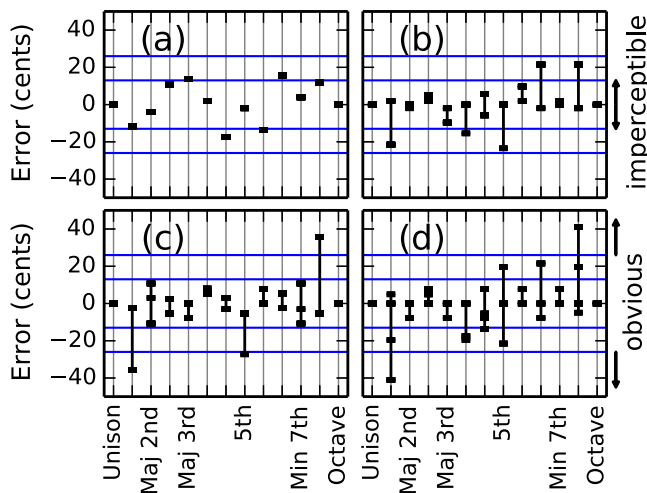 (a)
(b)
(c)
(d)
Error (cents)
40
20
0
−20
−40
Error (cents)
40
20
0
−20
−40
imperceptible
obvious
Unison
Maj 2nd
Maj 3rd
5th
Min 7th
Octave
Unison
Maj 2nd
Maj 3rd
5th
Min 7th
Octave